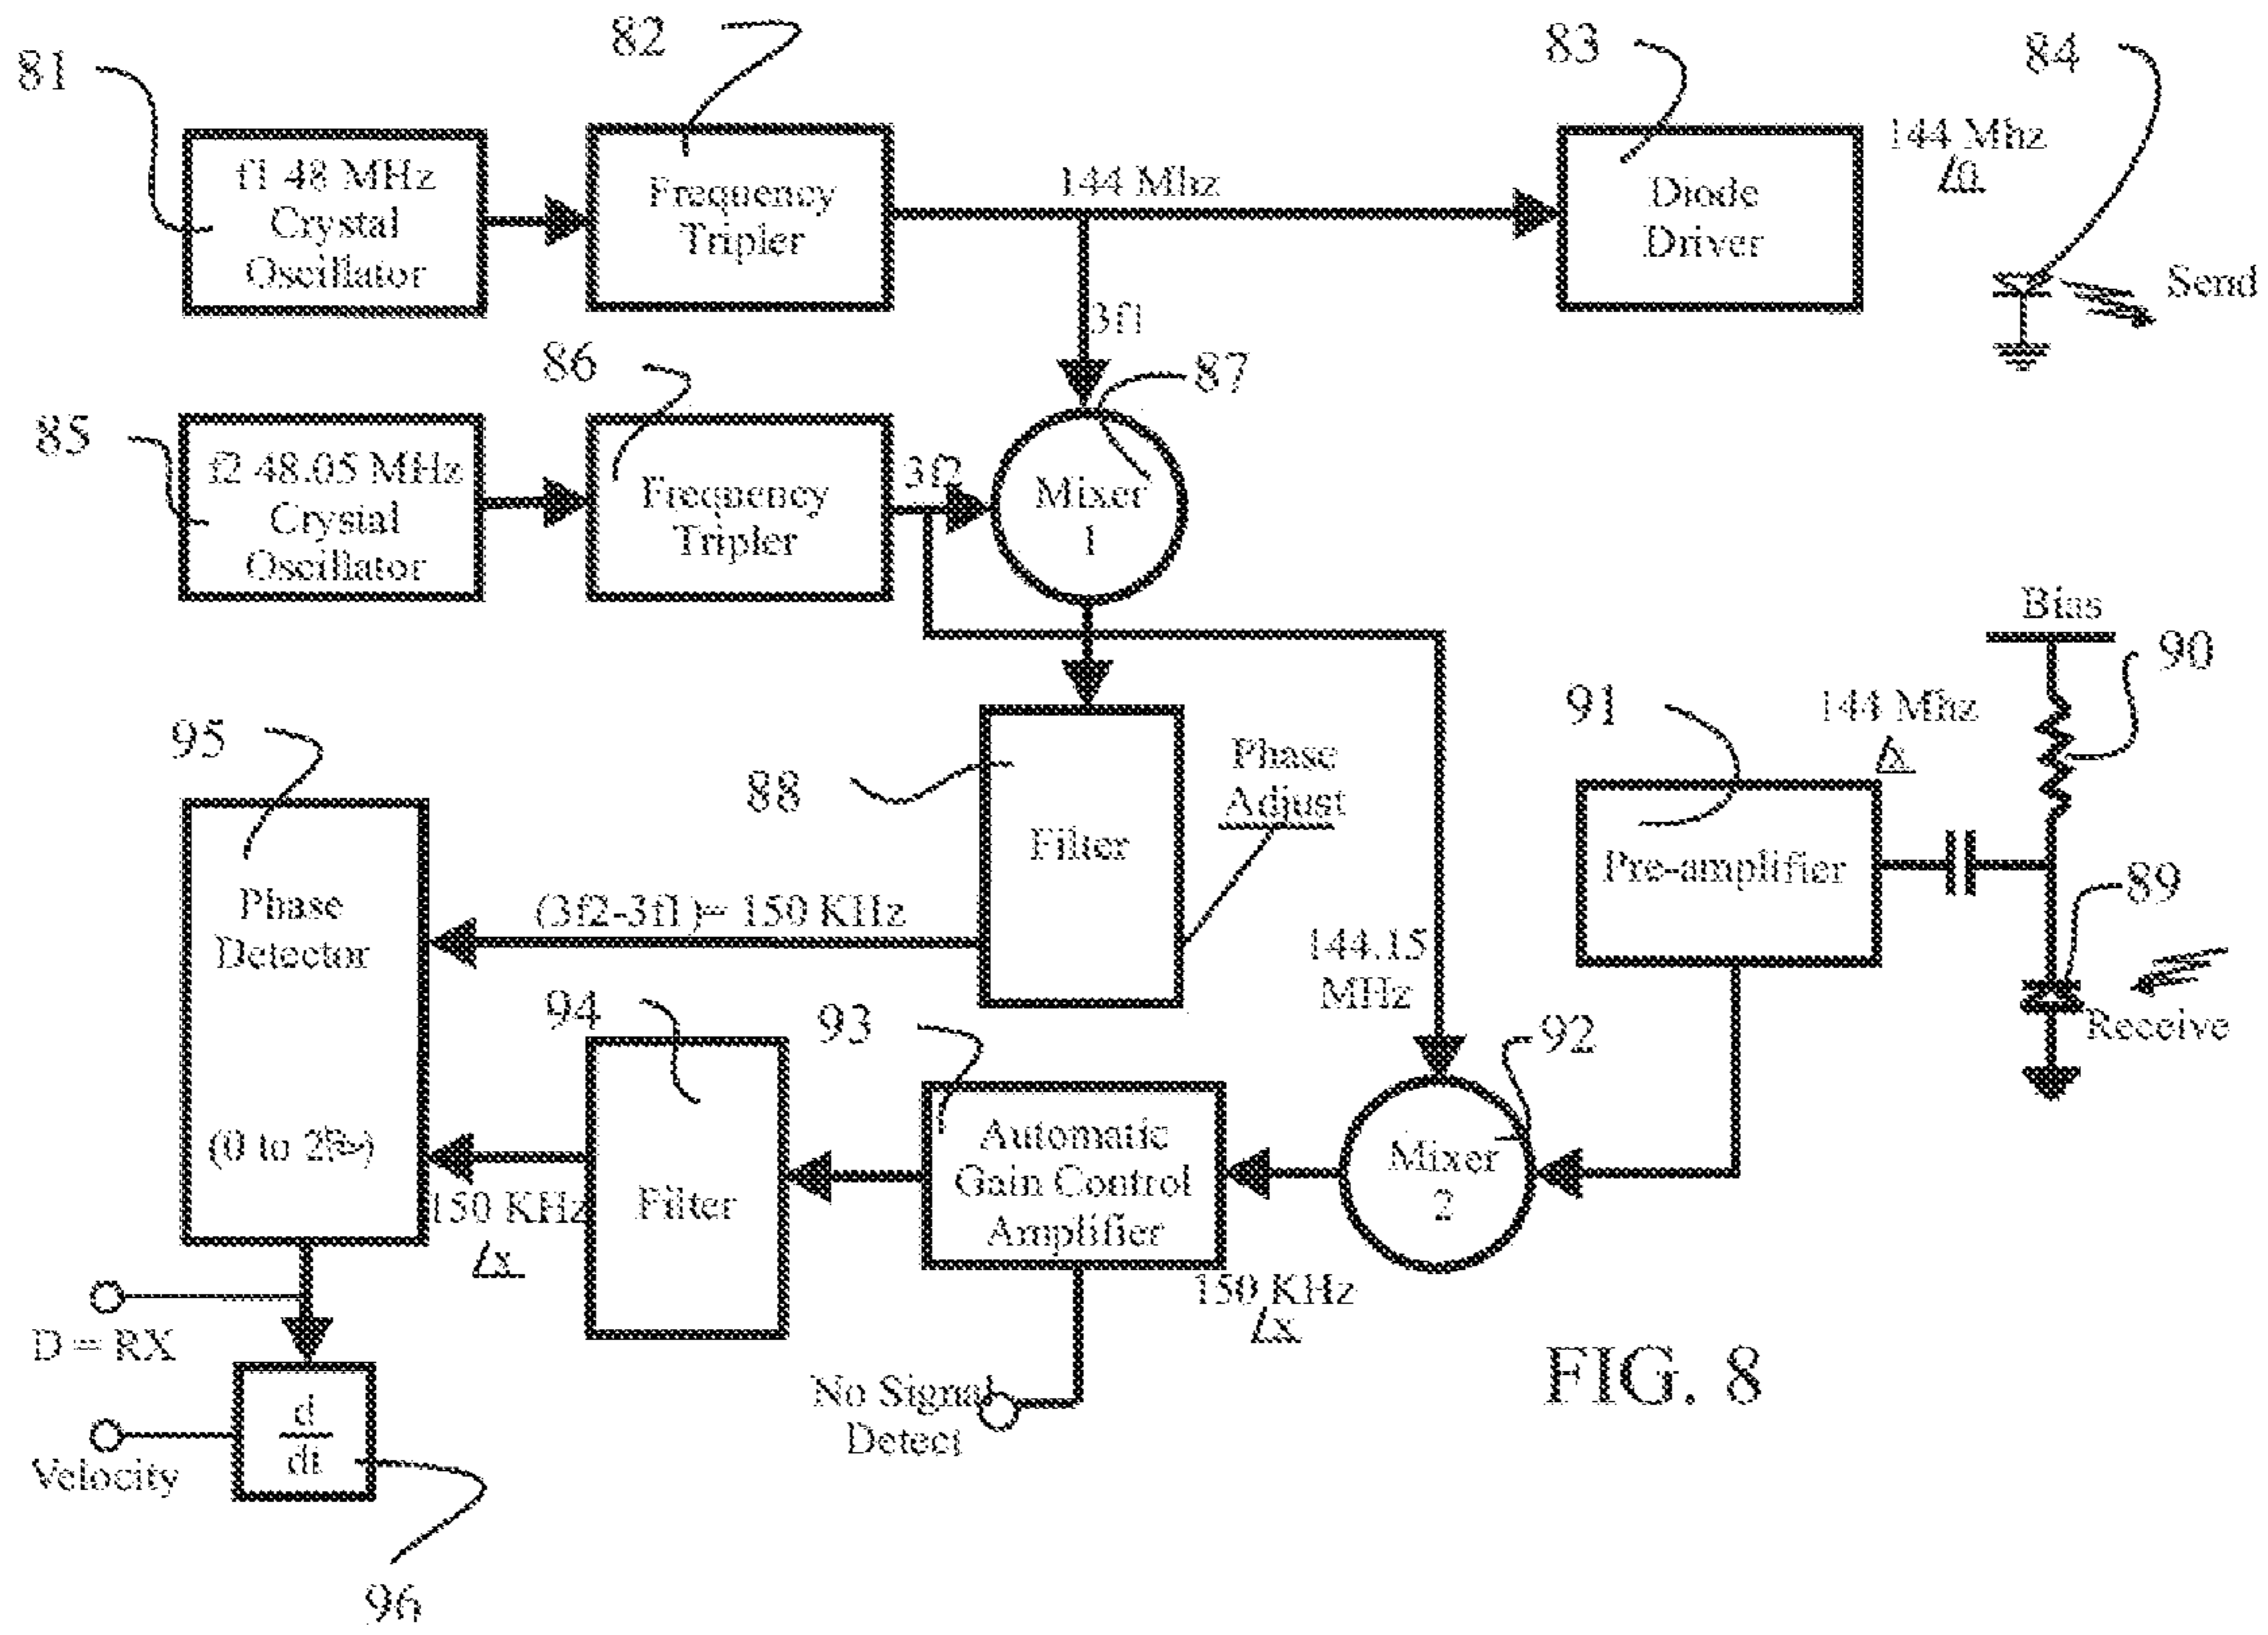 81
82
83
84
f1 48 MHz
Crystal
Oscillator
Frequency
Tripler
144 Mhz
Diode
Driver
144 Mhz
/0
Send
3f1
85
86
87
f2 48.05 MHz
Crystal
Oscillator
Frequency
Tripler
3f2
Mixer
1
Bias
90
91
144 Mhz
/x
95
88
Phase
Adjust
Filter
Pre-amplifier
89
Phase
Detector
(3f2-3f1)= 150 KHz
144.15
MHz
Receive
94
93
92
(0 to 2
150 KHz
/x
Filter
Automatic
Gain Control
Amplifier
Mixer
2
150 KHz
/x
D = RX
No Signal
Detect
FIG. 8
d
dt
Velocity
96